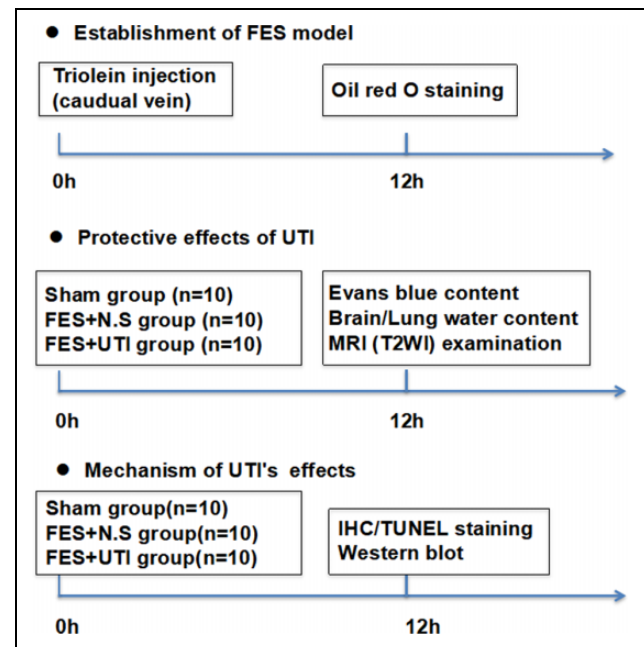 ● Establishment of FES model
Triolein injection
(caudual vein)
Oil red O staining
0h
12h
● Protective effects of UTI
Sham group (n=10)
FES+N.S group (n=10)
FES+UTI group (n=10)
Evans blue content
Brain/Lung water content
MRI (T2WI) examination
0h
12h
● Mechanism of UTI's effects
Sham group(n=10)
FES+N.S group(n=10)
FES+UTI group(n=10)
IHC/TUNEL staining
Western blot
0h
12h